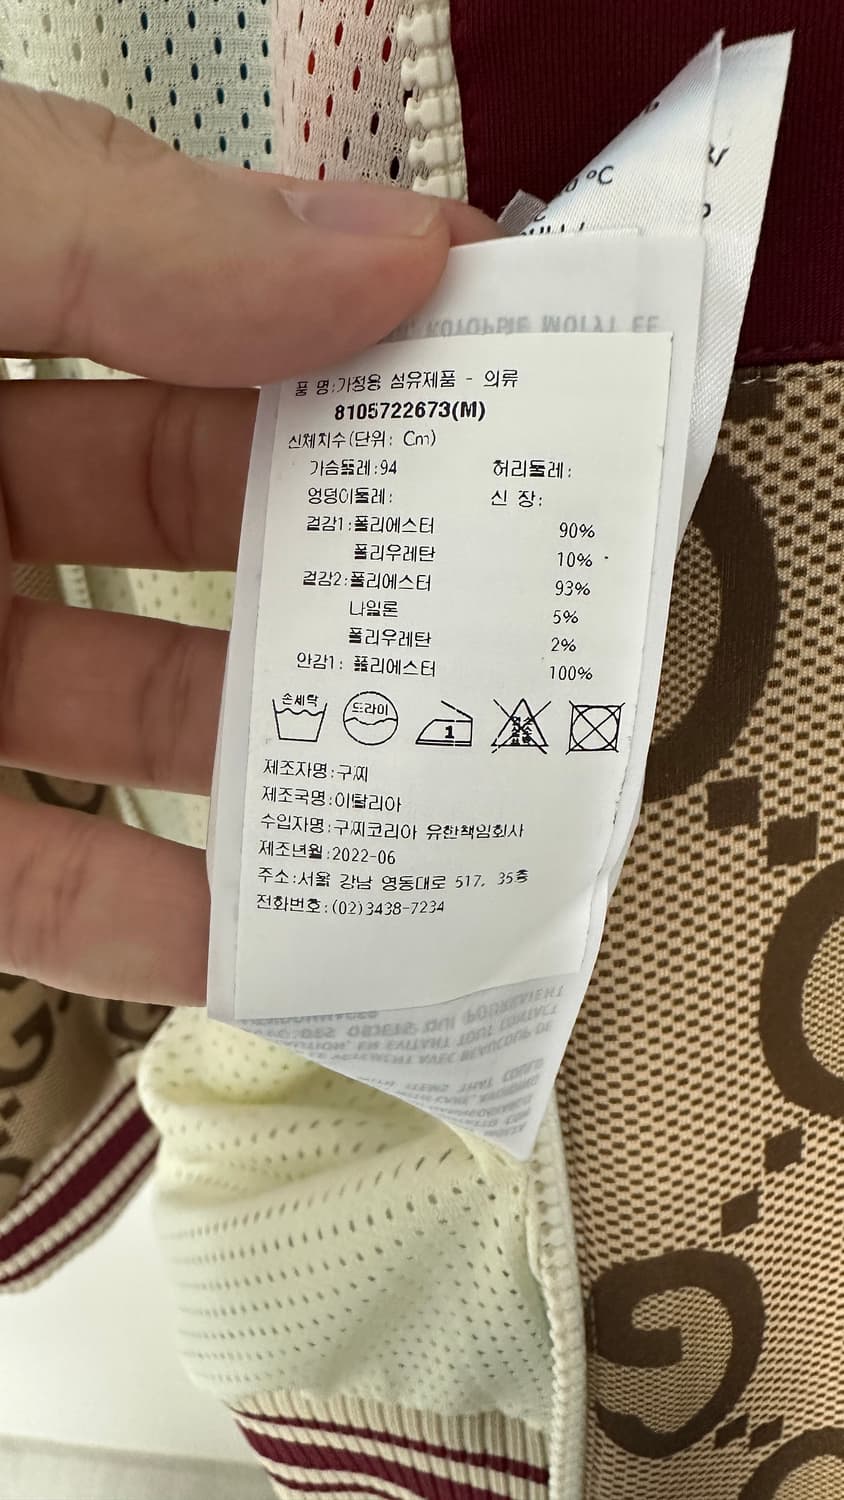 °C
품 명:가정용 섬유제품 - 의류
8105722673(M)
신체치수(단위: Cm)
가슴둘레:94 허리둘레:
엉덩이둘레: 신 장:
겉감1:폴리에스터 90%
폴리우레탄 10%
겉감2:폴리에스터 93%
나일론 5%
폴리우레탄 2%
안감1: 폴리에스터 100%
손세탁 드라이 1
제조자명:구찌
제조국명:이탈리아
수입자명:구찌코리아 유한책임회사
제조년월:2022-06
주소:서울 강남 영동대로 517, 35층
전화번호:(02)3438-7234